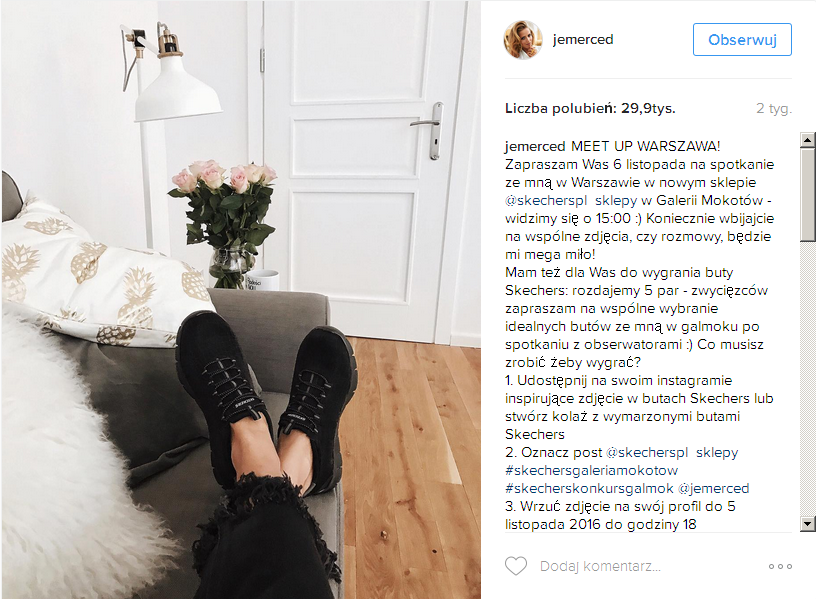 jemerced
Obserwuj
Liczba polubień: 29,9tys.
2 tyg.
jemerced MEET UP WARSZAWA!
Zapraszam Was 6 listopada na spotkanie
ze mną w Warszawie w nowym sklepie
@skecherspl sklepy w Galerii Mokotów -
widzimy się o 15:00 :) Koniecznie wbijajcie
na wspólne zdjęcia, czy rozmowy, będzie
mi mega miło!
Mam też dla Was do wygrania buty
Skechers: rozdajemy 5 par - zwycięzców
zapraszam na wspólne wybranie
idealnych butów ze mną w galmoku po
spotkaniu z obserwatorami :) Co musisz
zrobić żeby wygrać?
1. Udostępnij na swoim instagramie
inspirujące zdjęcie w butach Skechers lub
stwórz kolaż z wymarzonymi butami
Skechers
2. Oznacz post @skecherspl sklepy
#skechersgaleriamokotow
#skecherskonkursgalmok @jemerced
3. Wrzuć zdjęcie na swój profil do 5
listopada 2016 do godziny 18
Dodaj komentarz...